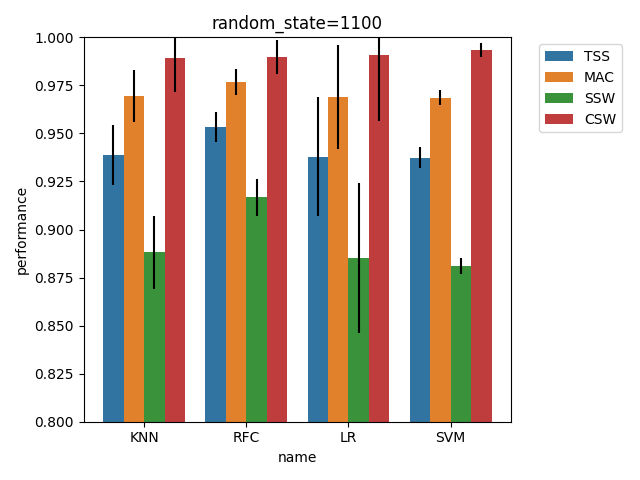 random_state=1100
1.000
0.975
0.950
0.925
0.900
0.875
0.850
0.825
0.800
performance
KNN
RFC
LR
SVM
name
TSS
MAC
SSW
CSW